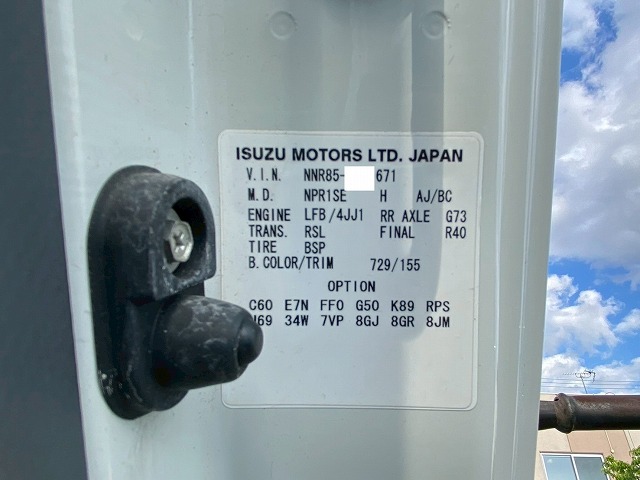 ISUZU MOTORS LTD. JAPAN
V.I.N. NNR85- 671
M.D. NPR1SE H AJ/BC
ENGINE LFB/4JJ1 RR AXLE G73
TRANS. RSL FINAL R40
TIRE BSP
B.COLOR/TRIM 729/155
OPTION
C60 E7N FF0 G50 K89 RPS
34W 7VP 8GJ 8GR 8JM